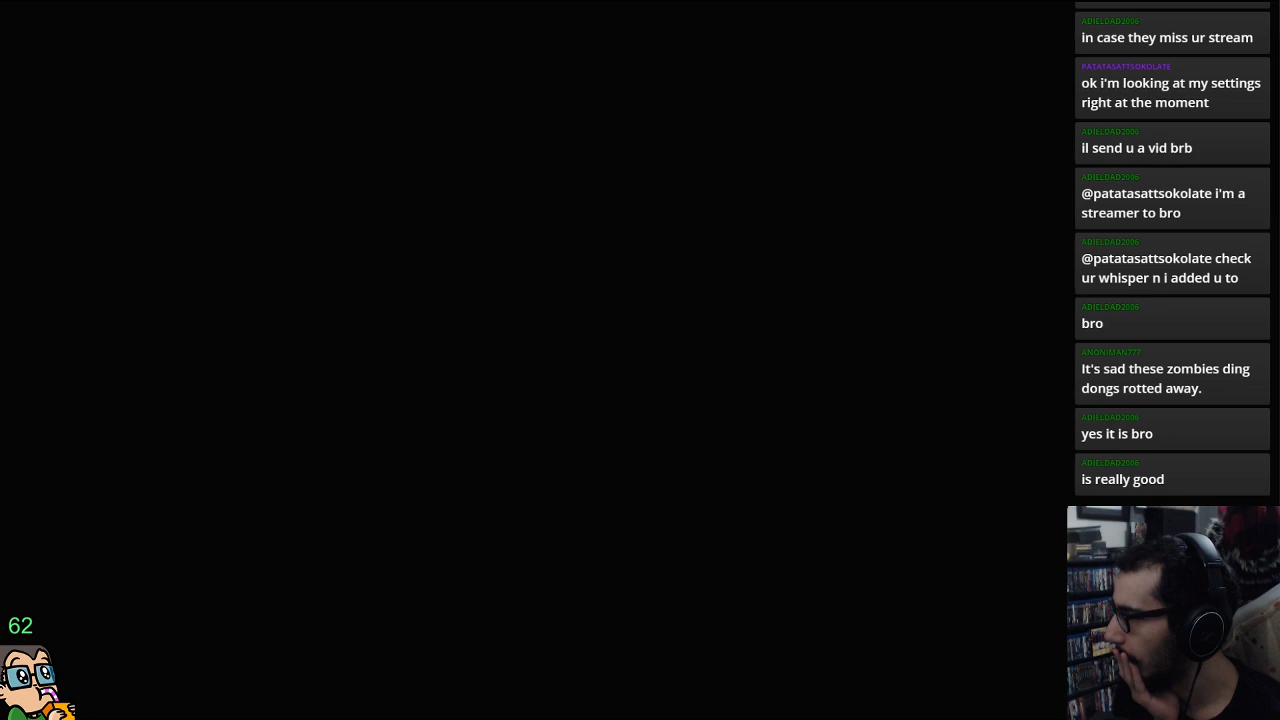 ADIELDAD2006
in case they miss ur stream
PATATASATTSOKOLATE
ok i'm looking at my settings
right at the moment
ADIELDAD2006
il send u a vid brb
ADIELDAD2006
@patatasattsokolate i'm a
streamer to bro
ADIELDAD2006
@patatasattsokolate check
ur whisper n i added u to
ADIELDAD2006
bro
ANONIMAN777
It's sad these zombies ding
dongs rotted away.
ADIELDAD2006
yes it is bro
ADIELDAD2006
is really good
62